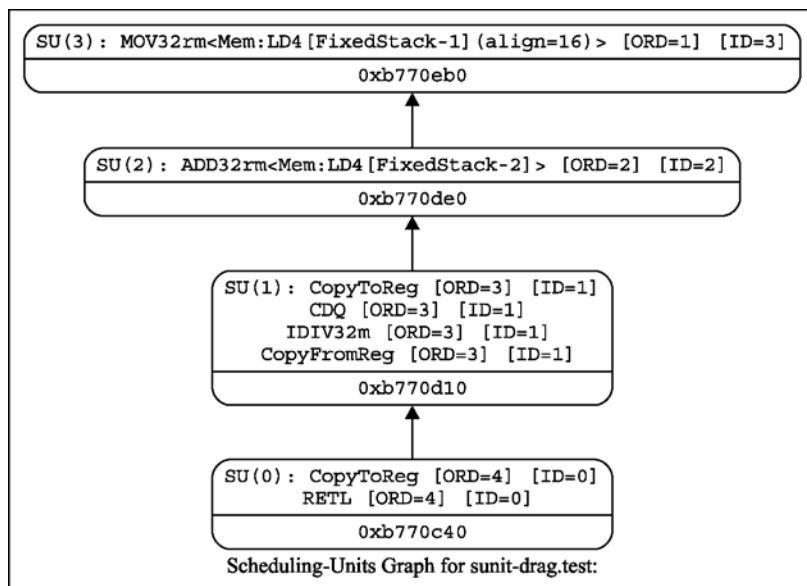 SU(3): MOV32rm<Mem:LD4[FixedStack-1](align=16)> [ORD=1] [ID=3]
0xb770eb0
SU(2): ADD32rm<Mem:LD4[FixedStack-2]> [ORD=2] [ID=2]
0xb770de0
SU(1): CopyToReg [ORD=3] [ID=1]
CDQ [ORD=3] [ID=1]
IDIV32m [ORD=3] [ID=1]
CopyFromReg [ORD=3] [ID=1]
0xb770d10
SU(0): CopyToReg [ORD=4] [ID=0]
RETL [ORD=4] [ID=0]
0xb770c40
Scheduling-Units Graph for sunit-drag.test: